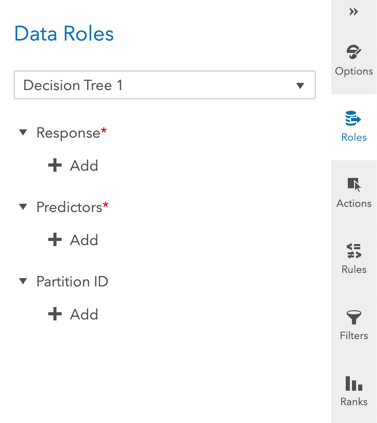 Data Roles
Decision Tree 1
Response*
Add
Predictors*
Add
Partition ID
Add
Options
Roles
Actions
Rules
Filters
Ranks